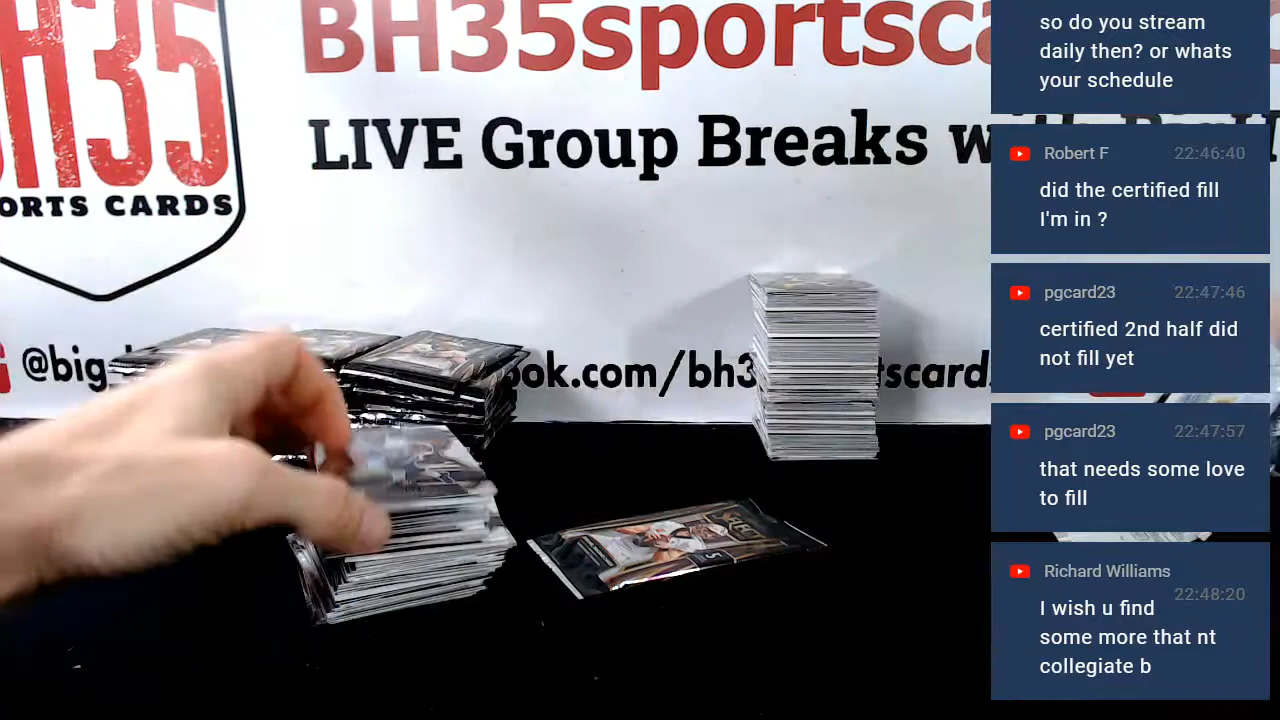 H35
ORTS CARDS
BH35sportsca
LIVE Group Breaks w
@big
ook.com/bh3
tscard
5
so do you stream
daily then? or whats
your schedule
Robert F 22:46:40
did the certified fill
I'm in ?
pgcard23 22:47:46
certified 2nd half did
not fill yet
pgcard23 22:47:57
that needs some love
to fill
Richard Williams
22:48:20
I wish u find
some more that nt
collegiate b